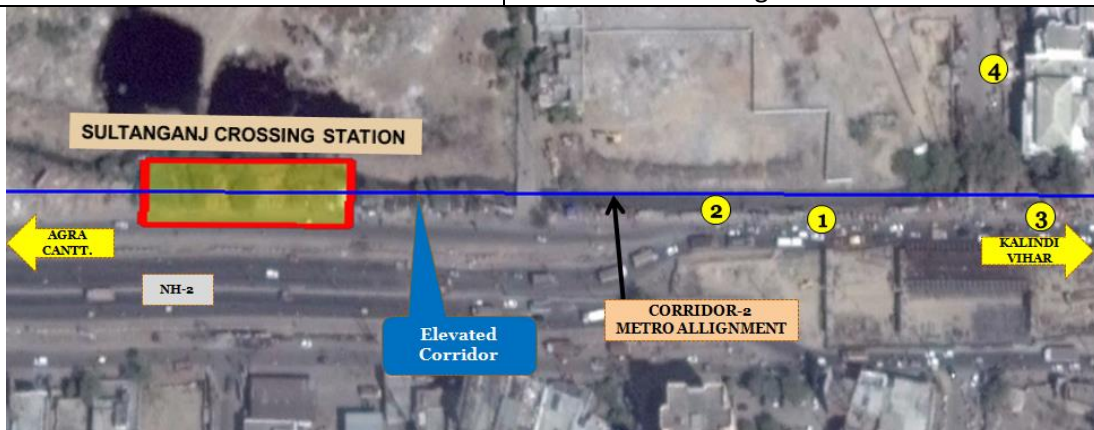 4
SULTANGANJ CROSSING STATION
2
1
3
AGRA
CANTT.
KALINDI
VIHAR
NH-2
CORRIDOR-2
METRO ALLIGNMENT
Elevated
Corridor